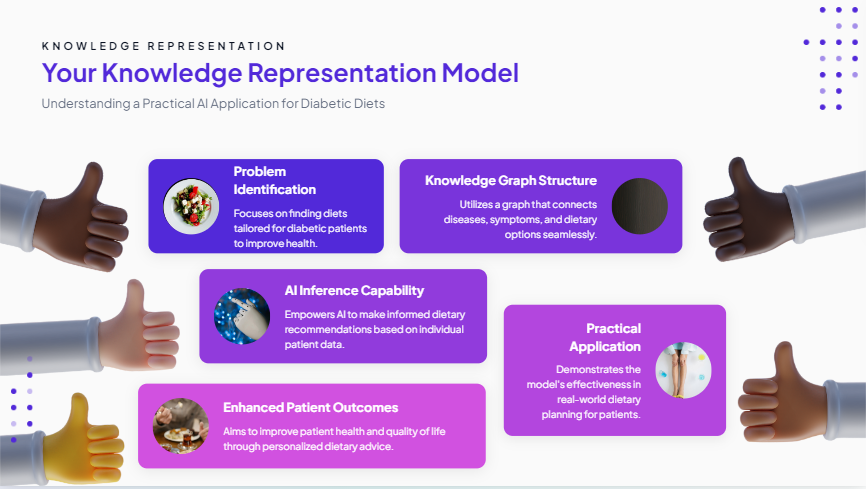 KNOWLEDGE REPRESENTATION
Your Knowledge Representation Model
Understanding a Practical AI Application for Diabetic Diets
Problem
Identification
Focuses on finding diets
tailored for diabetic patients
to improve health.
Knowledge Graph Structure
Utilizes a graph that connects
diseases, symptoms, and dietary
options seamlessly.
AI Inference Capability
Empowers AI to make informed dietary
recommendations based on individual
patient data.
Practical
Application
Demonstrates the
model's effectiveness in
real-world dietary
planning for patients.
Enhanced Patient Outcomes
Aims to improve patient health and quality of life
through personalized dietary advice.